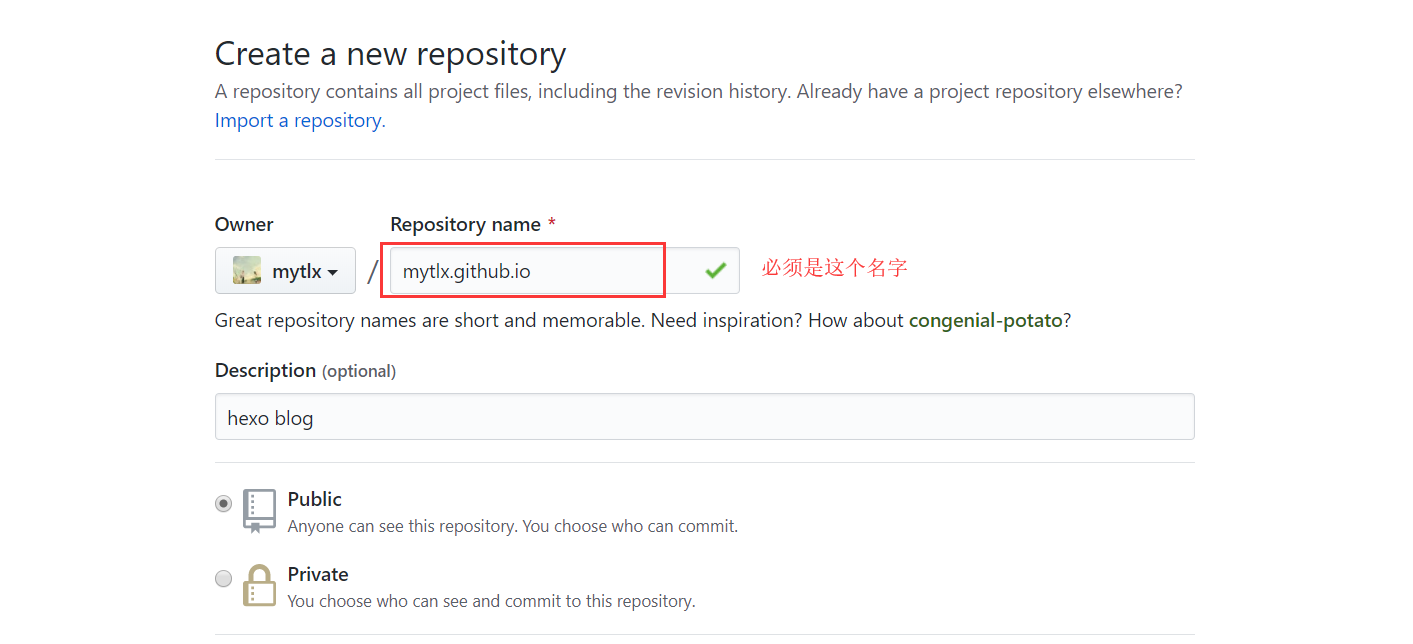 Create a new repository
A repository contains all project files, including the revision history. Already have a project repository elsewhere?
Import a repository.
Owner
Repository name *
mytlx
/
mytlx.github.io
必须是这个名字
Great repository names are short and memorable. Need inspiration? How about congenial-potato?
Description (optional)
hexo blog
Public
Anyone can see this repository. You choose who can commit.
Private
You choose who can see and commit to this repository.